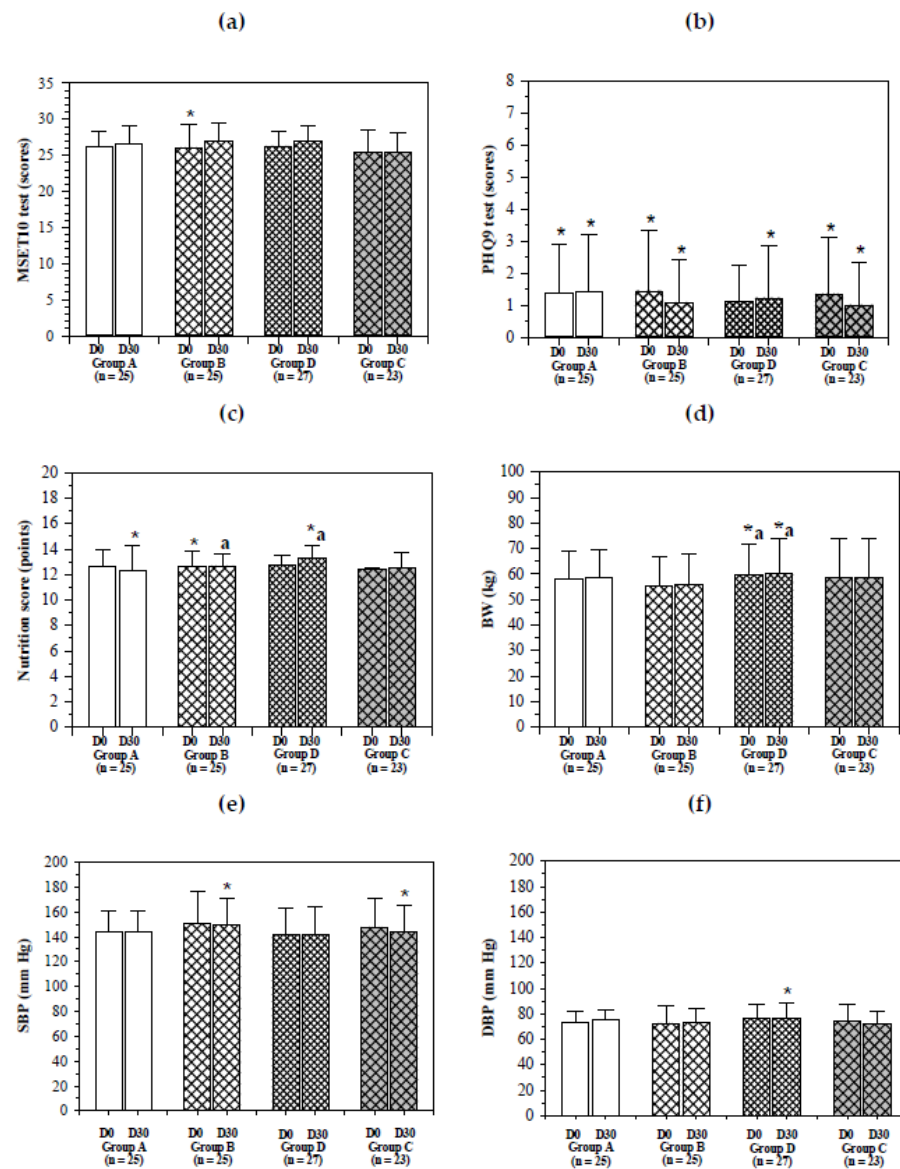 (a)
(b)
35
30
25
20
15
10
5
0
MSET10 test (scores)
*
D0 D30 D0 D30 D0 D30 D0 D30
Group A Group B Group D Group C
(n = 25) (n = 25) (n = 27) (n = 23)
8
7
6
5
4
3
2
1
0
PHQ9 test (scores)
* * * * * * *
D0 D30 D0 D30 D0 D30 D0 D30
Group A Group B Group D Group C
(n = 25) (n = 25) (n = 27) (n = 23)
(c)
(d)
20
18
16
14
12
10
8
6
4
2
0
Nutrition score (points)
* * a *a
D0 D30 D0 D30 D0 D30 D0 D30
Group A Group B Group D Group C
(n = 25) (n = 25) (n = 27) (n = 23)
100
90
80
70
60
50
40
30
20
10
0
BW (kg)
*a *a
D0 D30 D0 D30 D0 D30 D0 D30
Group A Group B Group D Group C
(n = 25) (n = 25) (n = 27) (n = 23)
(e)
(f)
200
180
160
140
120
100
80
60
40
20
0
SBP (mm Hg)
* *
D0 D30 D0 D30 D0 D30 D0 D30
Group A Group B Group D Group C
(n = 25) (n = 25) (n = 27) (n = 23)
200
180
160
140
120
100
80
60
40
20
0
DBP (mm Hg)
*
D0 D30 D0 D30 D0 D30 D0 D30
Group A Group B Group D Group C
(n = 25) (n = 25) (n = 27) (n = 23)